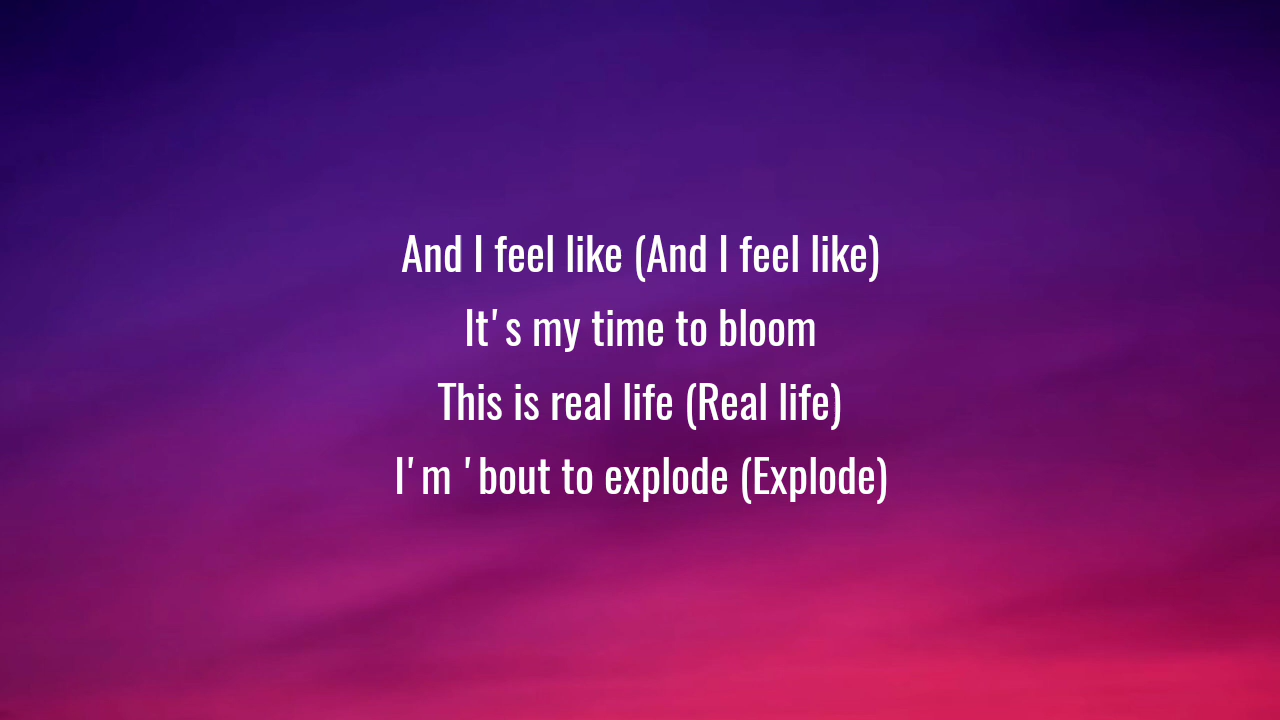 And I feel like (And I feel like)
It's my time to bloom
This is real life (Real life)
I'm 'bout to explode (Explode)